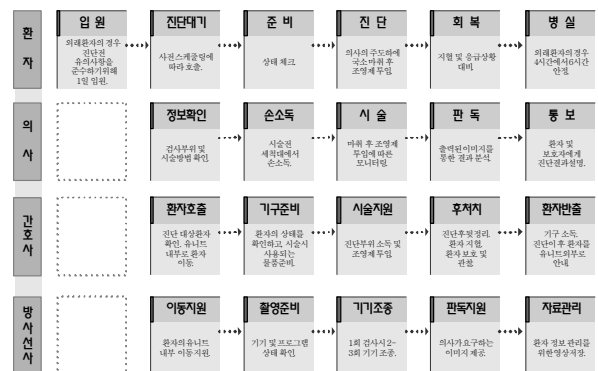 환자
입 원
외래환자의 경우
진단전
유의사항을
준수하기위해
1일 입원.
진단대기
사전스케쥴링에
따라 호출.
준 비
상태 체크
진 단
의사의 주도하에
국소마취 후
조영제 투입.
회 복
지혈 및 응급상황
대비.
병 실
외래환자의 경우
4시간에서6시간
안정.
의사
정보확인
검사부위 및
시술방법 확인
손소독
시술전
세척대에서
손소독.
시 술
마취 후 조영제
투입에 따른
모니터링
판 독
출력된이미지를
통한 결과 분석
통 보
환자 및
보호자에게
진단결과설명.
간호사
환자호출
진단 대상환자
확인. 유니트
내부로 환자
이동.
기구준비
환자의 상태를
확인하고, 시술시
사용되는
물품준비.
시술지원
진단부위 소독 및
조영제 투입.
후처치
진단후뒷정리.
환자 지혈,
환자 보호 및
관찰.
환자반출
기구 소독.
진단이 후 환자를
유니트외부로
안내.
방사선사
이동지원
환자의 유니트
내부 이동지원.
촬영준비
기기 및 프로그램
상태 확인.
기기조종
1회 검사시 2~
3회 기기 조종.
판독지원
의사가 요구하는
이미지 제공.
자료관리
환자 정보 관리를
위한영상저장.